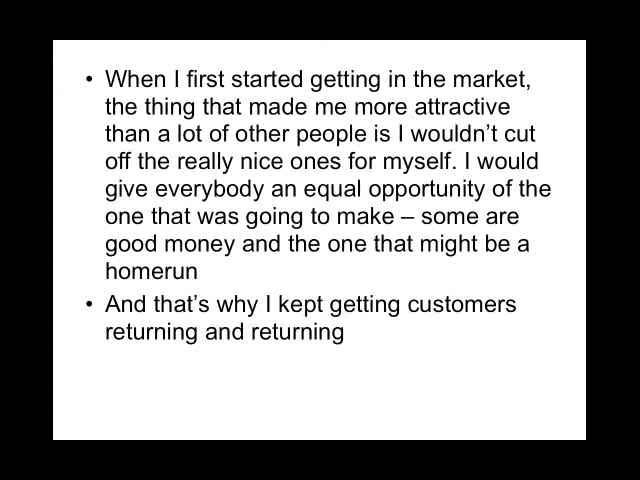 • When I first started getting in the market,
the thing that made me more attractive
than a lot of other people is I wouldn’t cut
off the really nice ones for myself. I would
give everybody an equal opportunity of the
one that was going to make – some are
good money and the one that might be a
homerun
• And that’s why I kept getting customers
returning and returning